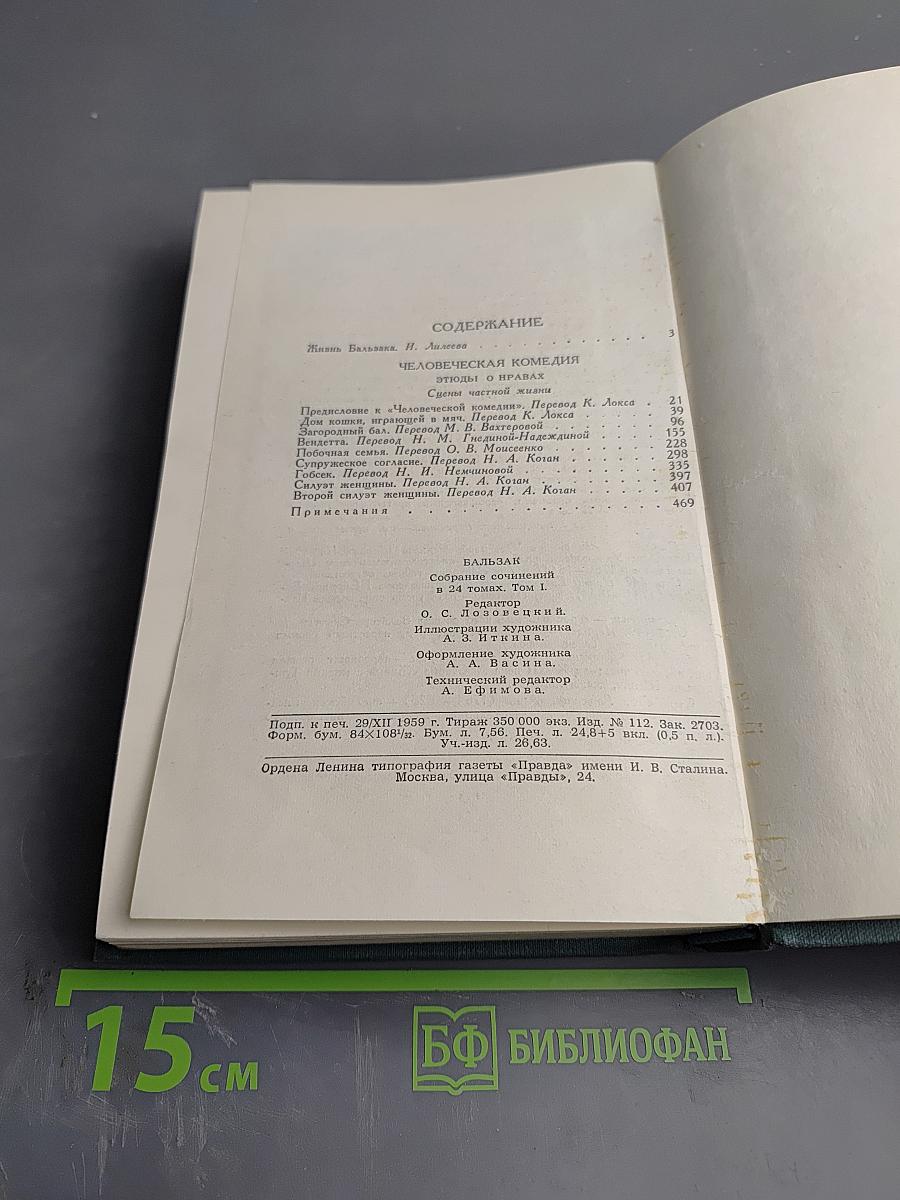 СОДЕРЖАНИЕ
Жизнь Бальзака. И. Лилеева . . . . . . . . . . . . 3
ЧЕЛОВЕЧЕСКАЯ КОМЕДИЯ
ЭТЮДЫ О НРАВАХ
Сцены частной жизни
Предисловие к «Человеческой комедии». Перевод К. Локса . 21
Дом кошки, играющей в мяч. Перевод К. Локса . . . . . 39
Загородный бал. Перевод М. В. Вахтеровой . . . . . . . 96
Вендетта. Перевод Н. М. Гнединой-Надеждиной . . . . 155
Побочная семья. Перевод О. В. Моисеенко . . . . . . . 228
Супружеское согласие. Перевод Н. А. Коган . . . . . . 298
Гобсек. Перевод Н. И. Немчиновой . . . . . . . . . 335
Силуэт женщины. Перевод Н. А. Коган . . . . . . . . 397
Второй силуэт женщины. Перевод Н. А. Коган . . . . . 407
Примечания . . . . . . . . . . . . . . . . . 469
БАЛЬЗАК
Собрание сочинений
в 24 томах. Том I.
Редактор
О. С. Лозовецкий.
Иллюстрации художника
А. З. Иткина.
Оформление художника
А. А. Васина.
Технический редактор
А. Ефимова.
Подп. к печ. 29/XII 1959 г. Тираж 350 000 экз. Изд. № 112. Зак. 2703.
Форм. бум. 84×108¹/₃₂. Бум. л. 7,56. Печ. л. 24,8+5 вкл. (0,5 п. л.).
Уч.-изд. л. 26,63.
Ордена Ленина типография газеты «Правда» имени И. В. Сталина.
Москва, улица «Правды», 24.
15 см
БФ БИБЛИОФАН